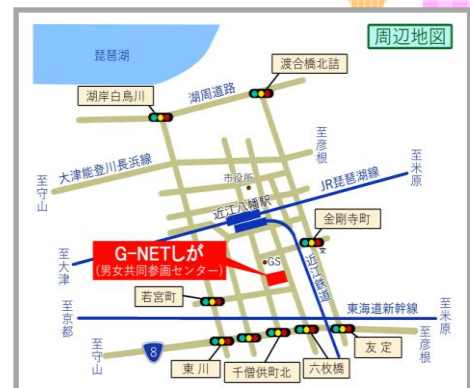 周辺地図
琵琶湖
渡合橋北詰
湖岸白鳥川
湖周道路
至彦根
大津能登川長浜線
至守山
市役所
JR琵琶湖線
至米原
近江八幡駅
金剛寺町
文
至大津
G-NETしが
(男女共同参画センター)
GS
近江鉄道
若宮町
至京都
東海道新幹線
至米原
至守山
8
東川
千僧供町北
六枚橋
友定
至彦根